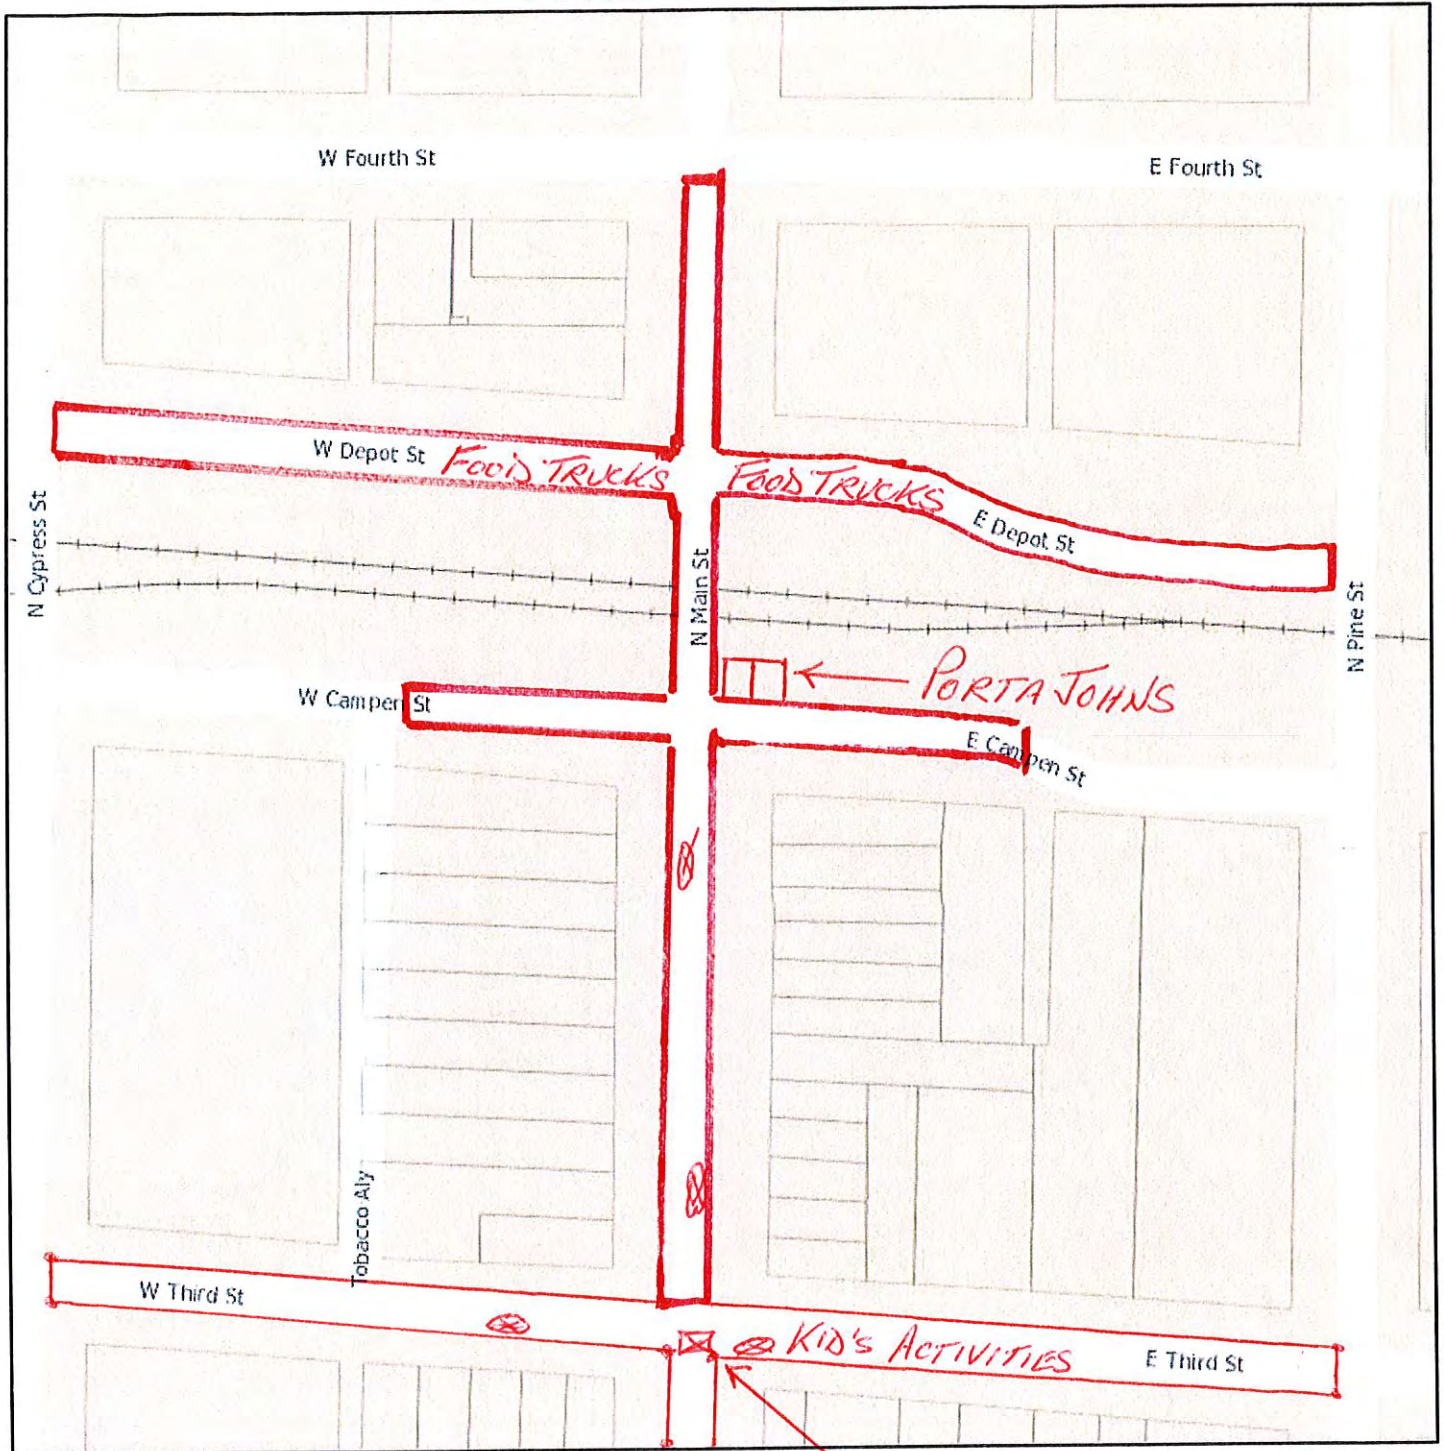 W Fourth St
E Fourth St
W Depot St
FOOD TRUCKS
FOOD TRUCKS
E Depot St
N Cypress St
N Main St
N Pine St
PORTA JOHNS
W Campen St
E Campen St
Tobacco Aly
W Third St
KID'S ACTIVITIES
E Third St